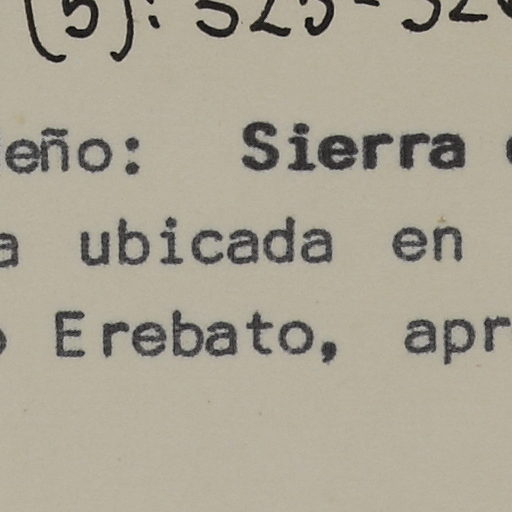 (5): 325-32
eño: Sierra
a ubicada en
o Erebato, apr